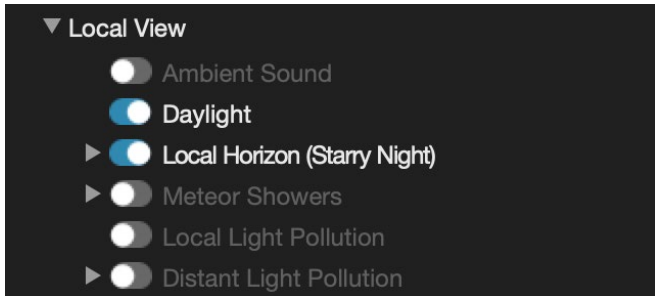 Local View
Ambient Sound
Daylight
Local Horizon (Starry Night)
Meteor Showers
Local Light Pollution
Distant Light Pollution